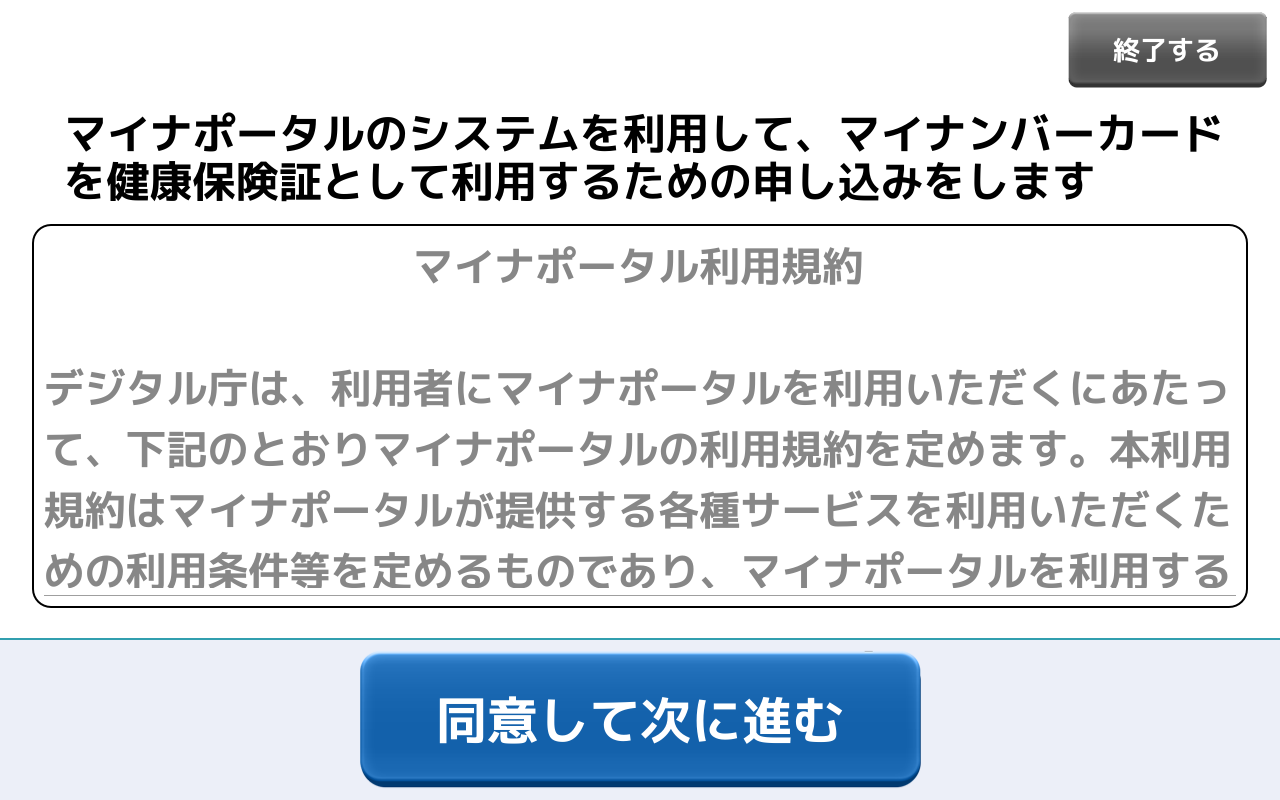 終了する
マイナポータルのシステムを利用して、マイナンバーカード
を健康保険証として利用するための申し込みをします
マイナポータル利用規約
デジタル庁は、利用者にマイナポータルを利用いただくにあたっ
て、下記のとおりマイナポータルの利用規約を定めます。本利用
規約はマイナポータルが提供する各種サービスを利用いただくた
めの利用条件等を定めるものであり、マイナポータルを利用する
同意して次に進む